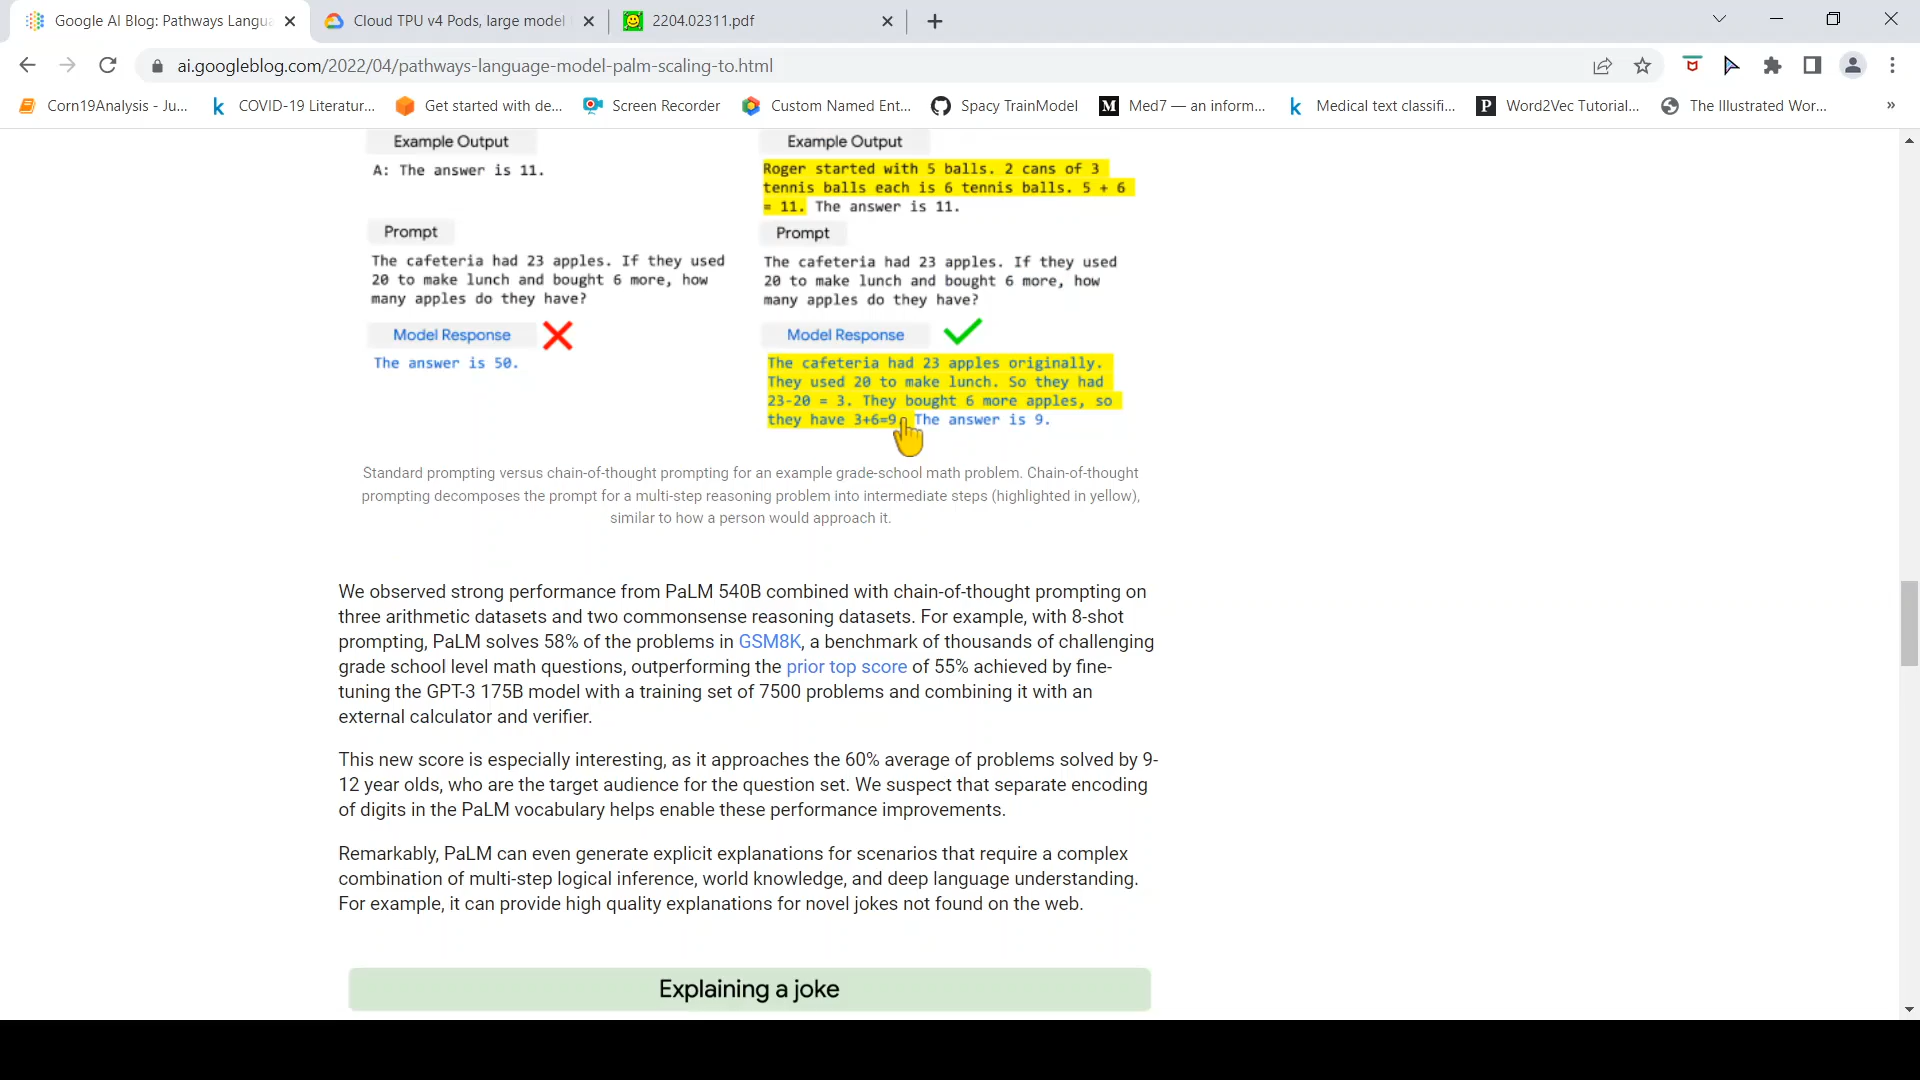 Google AI Blog: Pathways Langua
Cloud TPU v4 Pods, large model
2204.02311.pdf
ai.googleblog.com/2022/04/pathways-language-model-palm-scaling-to.html
Corn19Analysis - Ju...
COVID-19 Literatur...
Get started with de...
Screen Recorder
Custom Named Ent...
Spacy TrainModel
Med7 — an inform...
Medical text classifi...
Word2Vec Tutorial...
The Illustrated Wor...
Example Output
A: The answer is 11.
Prompt
The cafeteria had 23 apples. If they used
20 to make lunch and bought 6 more, how
many apples do they have?
Model Response
The answer is 50.
Example Output
Roger started with 5 balls. 2 cans of 3
tennis balls each is 6 tennis balls. 5 + 6
= 11. The answer is 11.
Prompt
The cafeteria had 23 apples. If they used
20 to make lunch and bought 6 more, how
many apples do they have?
Model Response
The cafeteria had 23 apples originally.
They used 20 to make lunch. So they had
23-20 = 3. They bought 6 more apples, so
they have 3+6=9. The answer is 9.
Standard prompting versus chain-of-thought prompting for an example grade-school math problem. Chain-of-thought
prompting decomposes the prompt for a multi-step reasoning problem into intermediate steps (highlighted in yellow),
similar to how a person would approach it.
We observed strong performance from PaLM 540B combined with chain-of-thought prompting on
three arithmetic datasets and two commonsense reasoning datasets. For example, with 8-shot
prompting, PaLM solves 58% of the problems in GSM8K, a benchmark of thousands of challenging
grade school level math questions, outperforming the prior top score of 55% achieved by fine-
tuning the GPT-3 175B model with a training set of 7500 problems and combining it with an
external calculator and verifier.
This new score is especially interesting, as it approaches the 60% average of problems solved by 9-
12 year olds, who are the target audience for the question set. We suspect that separate encoding
of digits in the PaLM vocabulary helps enable these performance improvements.
Remarkably, PaLM can even generate explicit explanations for scenarios that require a complex
combination of multi-step logical inference, world knowledge, and deep language understanding.
For example, it can provide high quality explanations for novel jokes not found on the web.
Explaining a joke